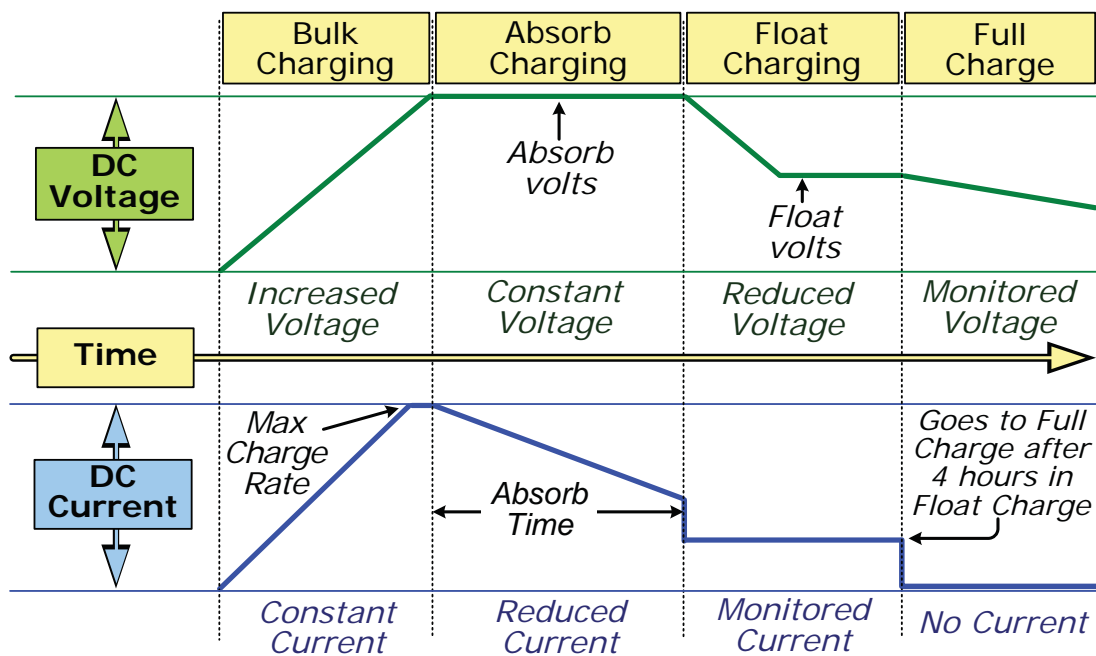 Bulk
Charging
Absorb
Charging
Float
Charging
Full
Charge
DC
Voltage
Absorb
volts
Float
volts
Increased
Voltage
Constant
Voltage
Reduced
Voltage
Monitored
Voltage
Time
DC
Current
Max
Charge
Rate
Absorb
Time
Goes to Full
Charge after
4 hours in
Float Charge
Constant
Current
Reduced
Current
Monitored
Current
No Current